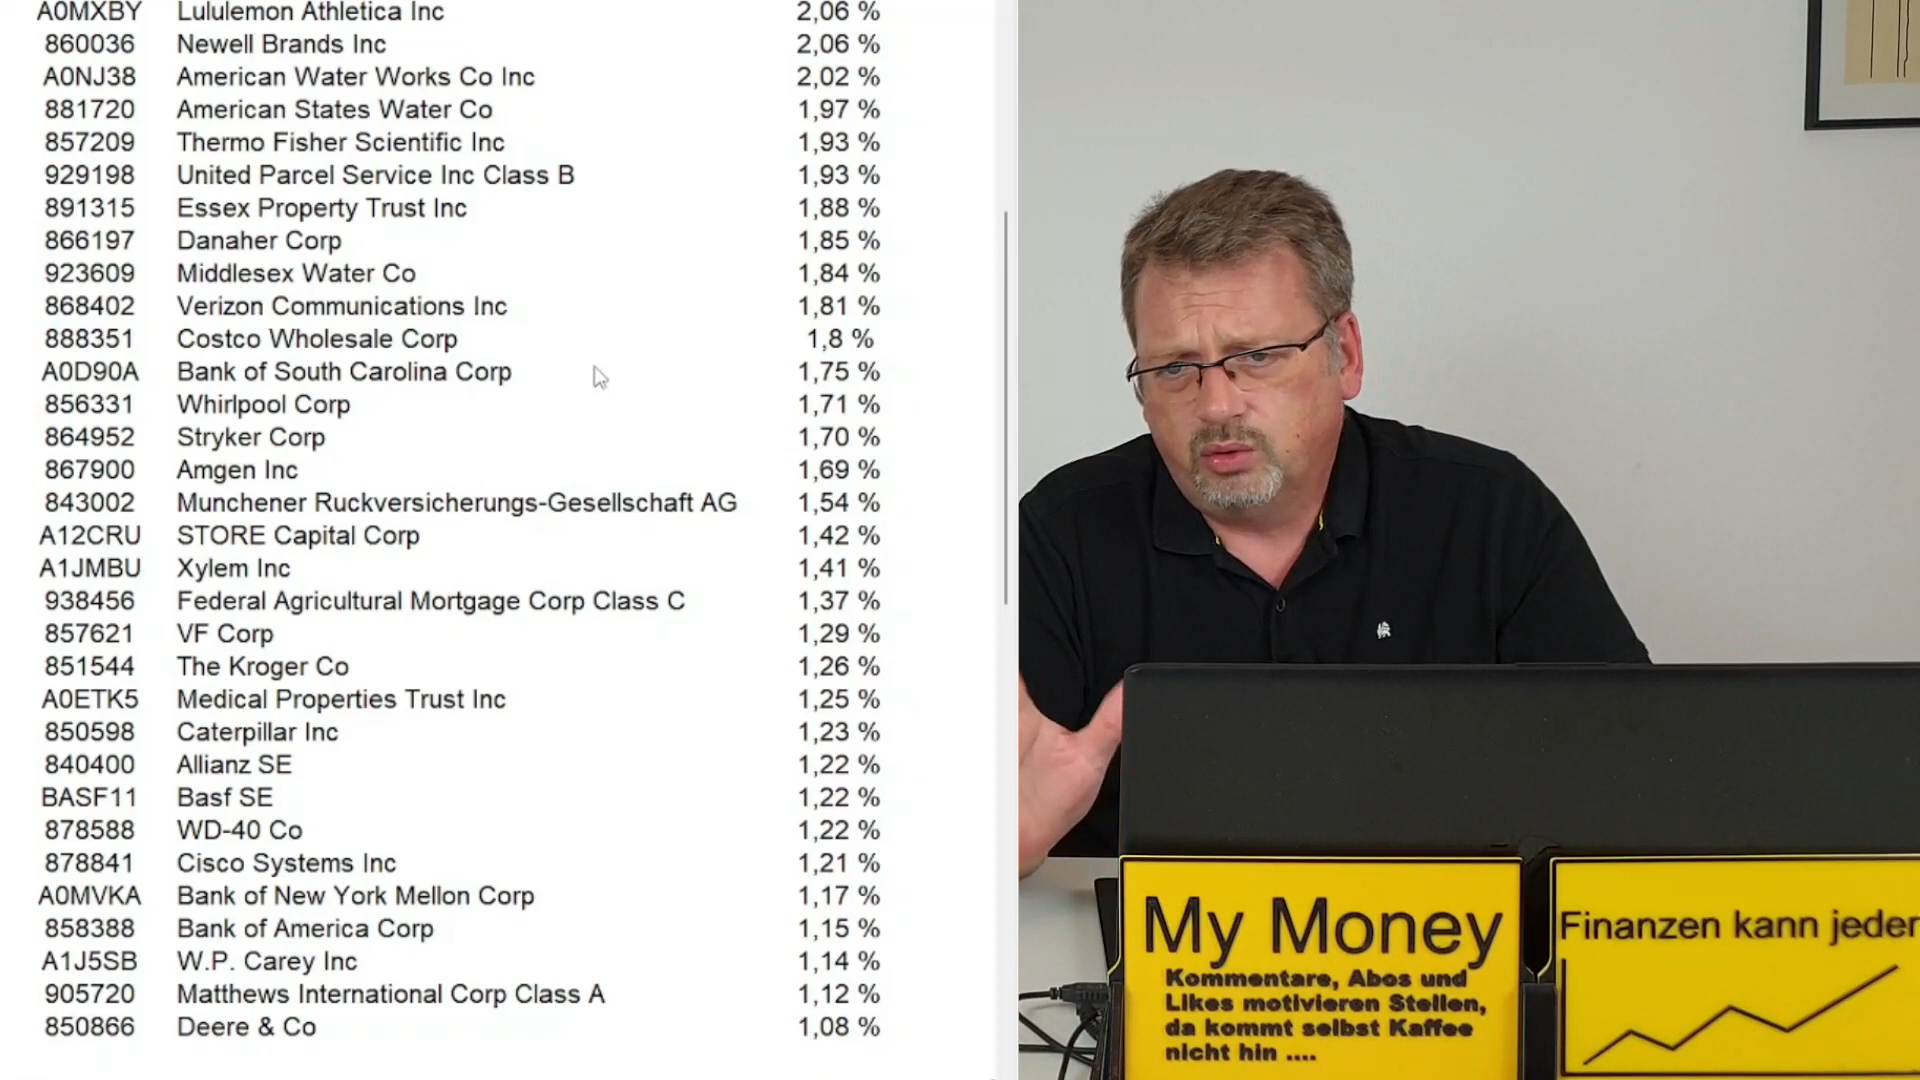 A0MXBY Lululemon Athletica Inc 2,06 %
860036 Newell Brands Inc 2,06 %
A0NJ38 American Water Works Co Inc 2,02 %
881720 American States Water Co 1,97 %
857209 Thermo Fisher Scientific Inc 1,93 %
929198 United Parcel Service Inc Class B 1,93 %
891315 Essex Property Trust Inc 1,88 %
866197 Danaher Corp 1,85 %
923609 Middlesex Water Co 1,84 %
868402 Verizon Communications Inc 1,81 %
888351 Costco Wholesale Corp 1,8 %
A0D90A Bank of South Carolina Corp 1,75 %
856331 Whirlpool Corp 1,71 %
864952 Stryker Corp 1,70 %
867900 Amgen Inc 1,69 %
843002 Munchener Ruckversicherungs-Gesellschaft AG 1,54 %
A12CRU STORE Capital Corp 1,42 %
A1JMBU Xylem Inc 1,41 %
938456 Federal Agricultural Mortgage Corp Class C 1,37 %
857621 VF Corp 1,29 %
851544 The Kroger Co 1,26 %
A0ETK5 Medical Properties Trust Inc 1,25 %
850598 Caterpillar Inc 1,23 %
840400 Allianz SE 1,22 %
BASF11 Basf SE 1,22 %
878588 WD-40 Co 1,22 %
878841 Cisco Systems Inc 1,21 %
A0MVKA Bank of New York Mellon Corp 1,17 %
858388 Bank of America Corp 1,15 %
A1J5SB W.P. Carey Inc 1,14 %
905720 Matthews International Corp Class A 1,12 %
850866 Deere & Co 1,08 %
My Money
Kommentare, Abos und
Likes motivieren Stellen,
da kommt selbst Kaffee
nicht hin ....
Finanzen kann jeder